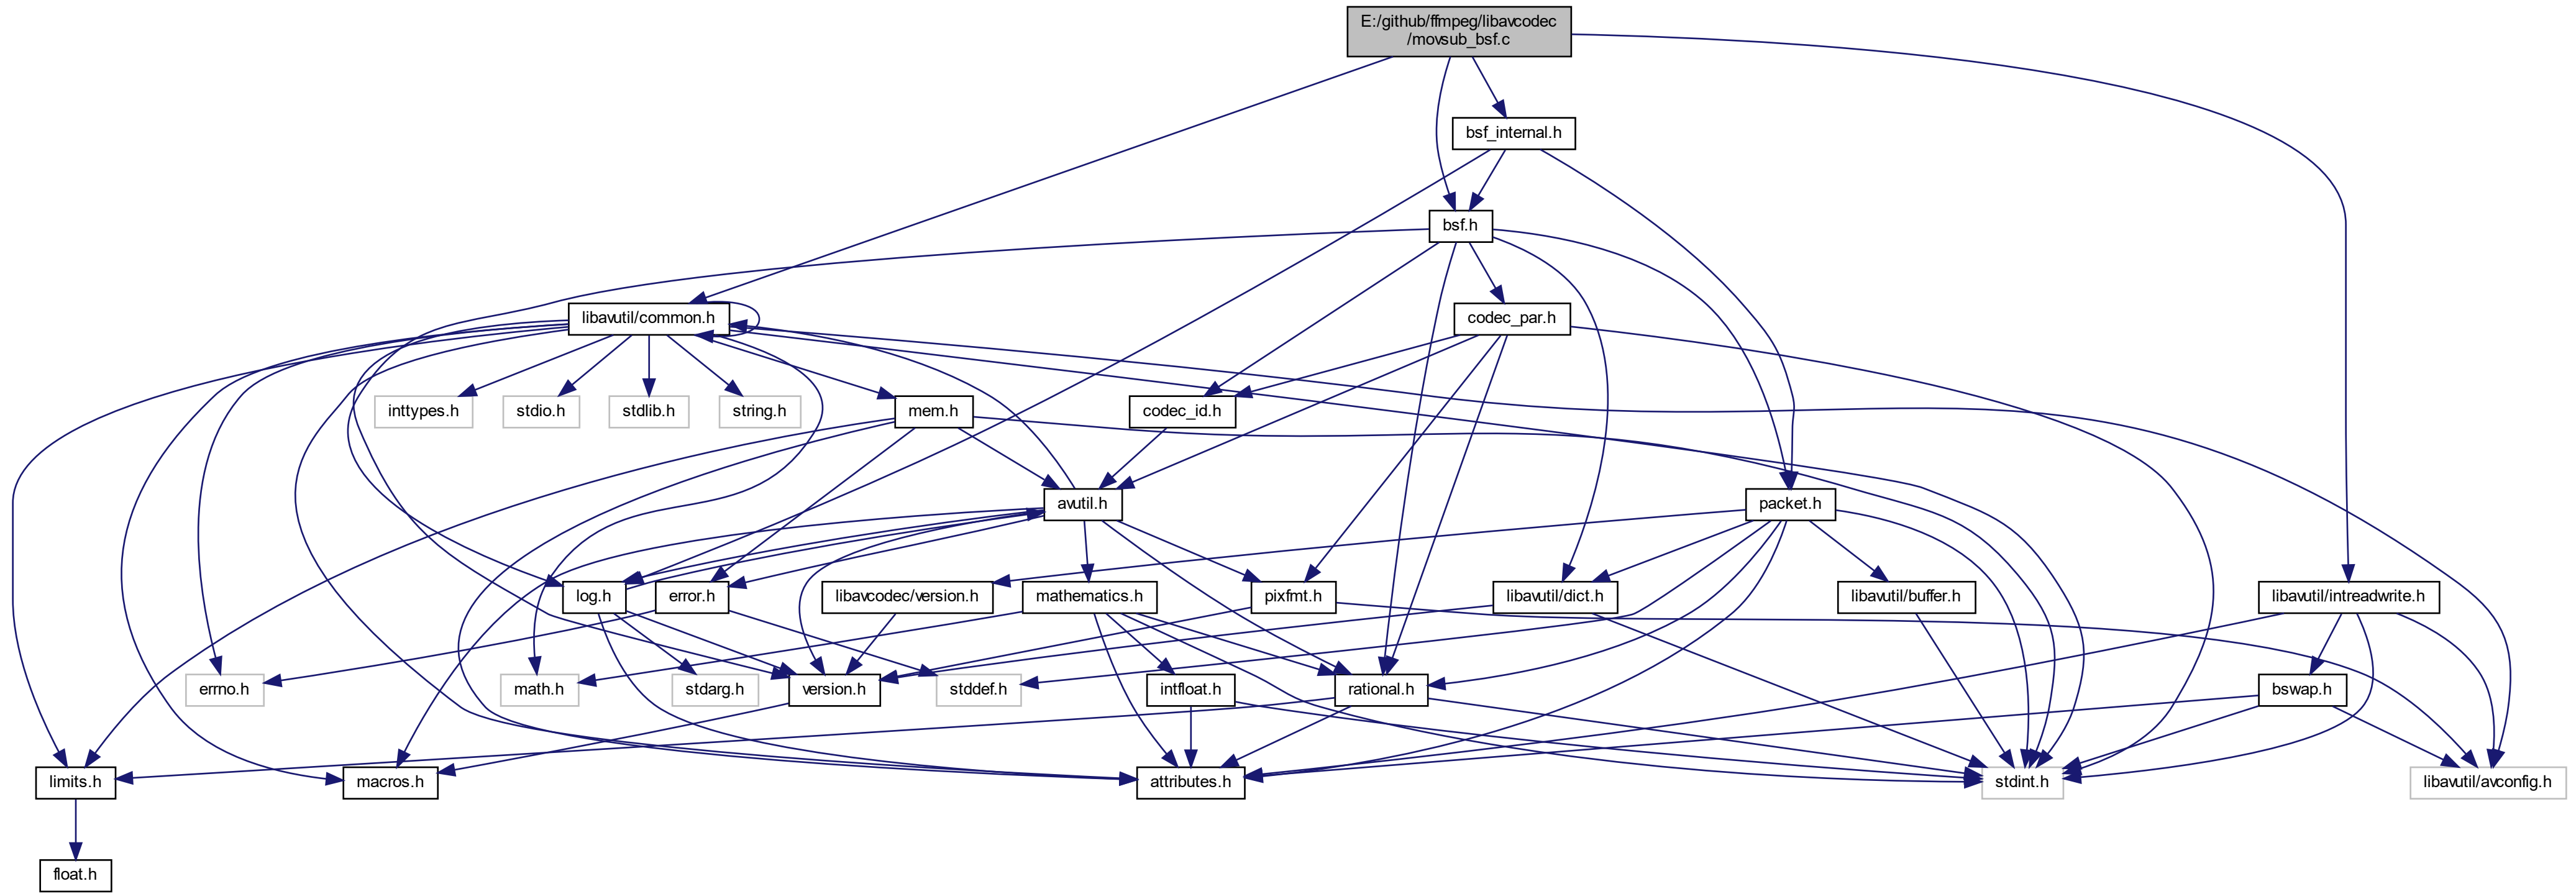 E:/github/ffmpeg/libavcodec
/movsub_bsf.c
bsf_internal.h
bsf.h
libavutil/common.h
codec_par.h
inttypes.h
stdio.h
stdlib.h
string.h
mem.h
codec_id.h
avutil.h
packet.h
log.h
error.h
libavcodec/version.h
mathematics.h
pixfmt.h
libavutil/dict.h
libavutil/buffer.h
libavutil/intreadwrite.h
errno.h
math.h
stdarg.h
version.h
stddef.h
intfloat.h
rational.h
bswap.h
limits.h
macros.h
attributes.h
stdint.h
libavutil/avconfig.h
float.h